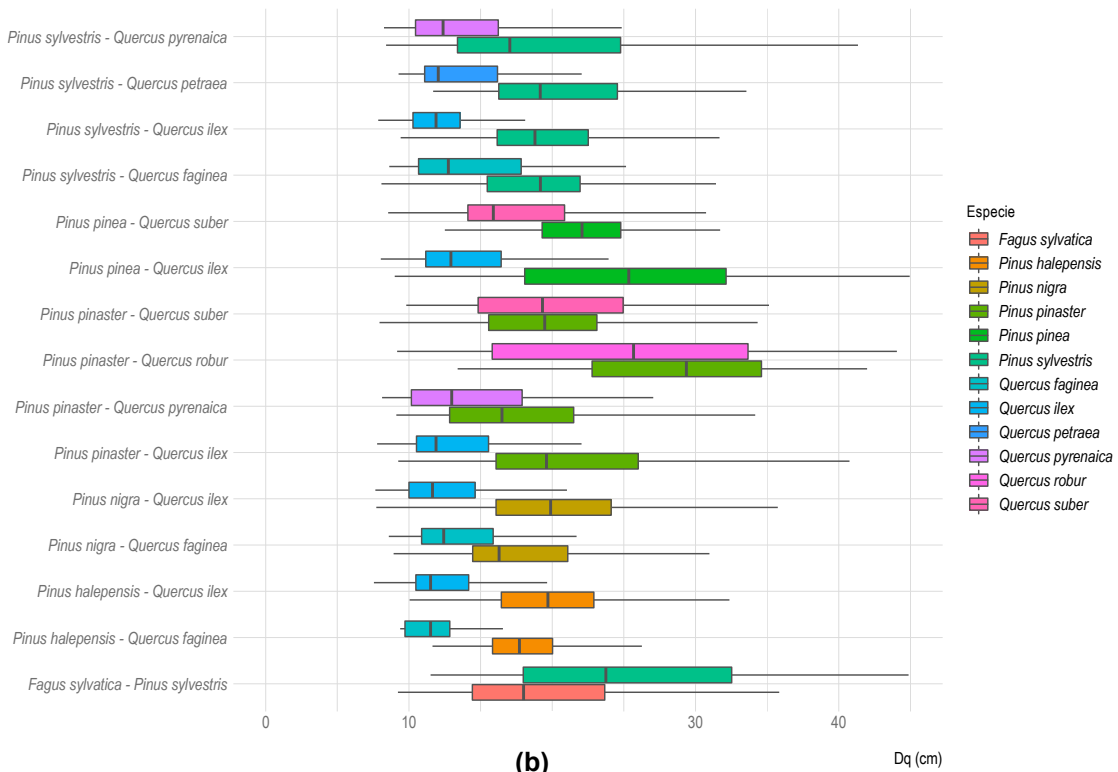 Pinus sylvestris - Quercus pyrenaica
Pinus sylvestris - Quercus petraea
Pinus sylvestris - Quercus ilex
Pinus sylvestris - Quercus faginea
Pinus pinea - Quercus suber
Pinus pinea - Quercus ilex
Pinus pinaster - Quercus suber
Pinus pinaster - Quercus robur
Pinus pinaster - Quercus pyrenaica
Pinus pinaster - Quercus ilex
Pinus nigra - Quercus ilex
Pinus nigra - Quercus faginea
Pinus halepensis - Quercus ilex
Pinus halepensis - Quercus faginea
Fagus sylvatica - Pinus sylvestris
Especie
Fagus sylvatica
Pinus halepensis
Pinus nigra
Pinus pinaster
Pinus pinea
Pinus sylvestris
Quercus faginea
Quercus ilex
Quercus petraea
Quercus pyrenaica
Quercus robur
Quercus suber
0 10 30 40
(b) Dq (cm)